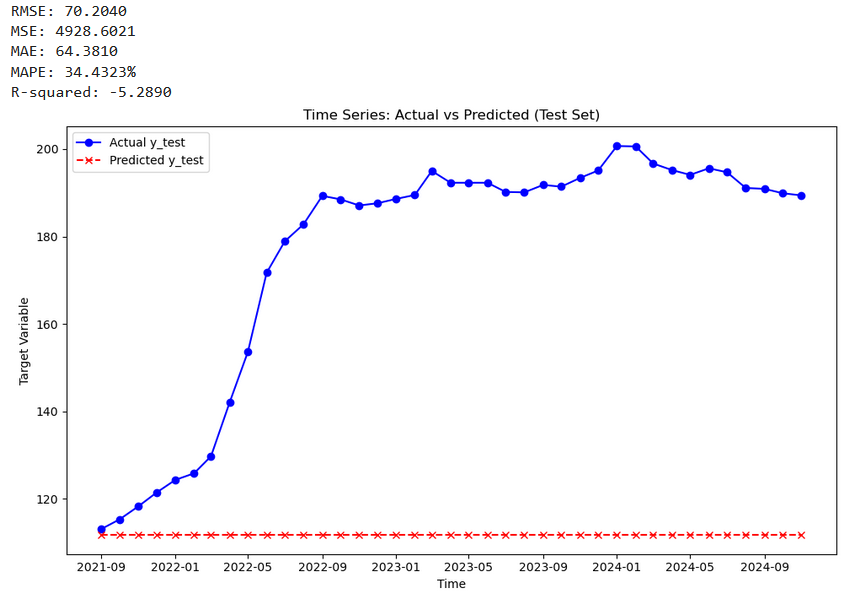 RMSE: 70.2040
MSE: 4928.6021
MAE: 64.3810
MAPE: 34.4323%
R-squared: -5.2890
Time Series: Actual vs Predicted (Test Set)
Actual y_test
Predicted y_test
200
180
160
140
120
Target Variable
2021-09 2022-01 2022-05 2022-09 2023-01 2023-05 2023-09 2024-01 2024-05 2024-09
Time